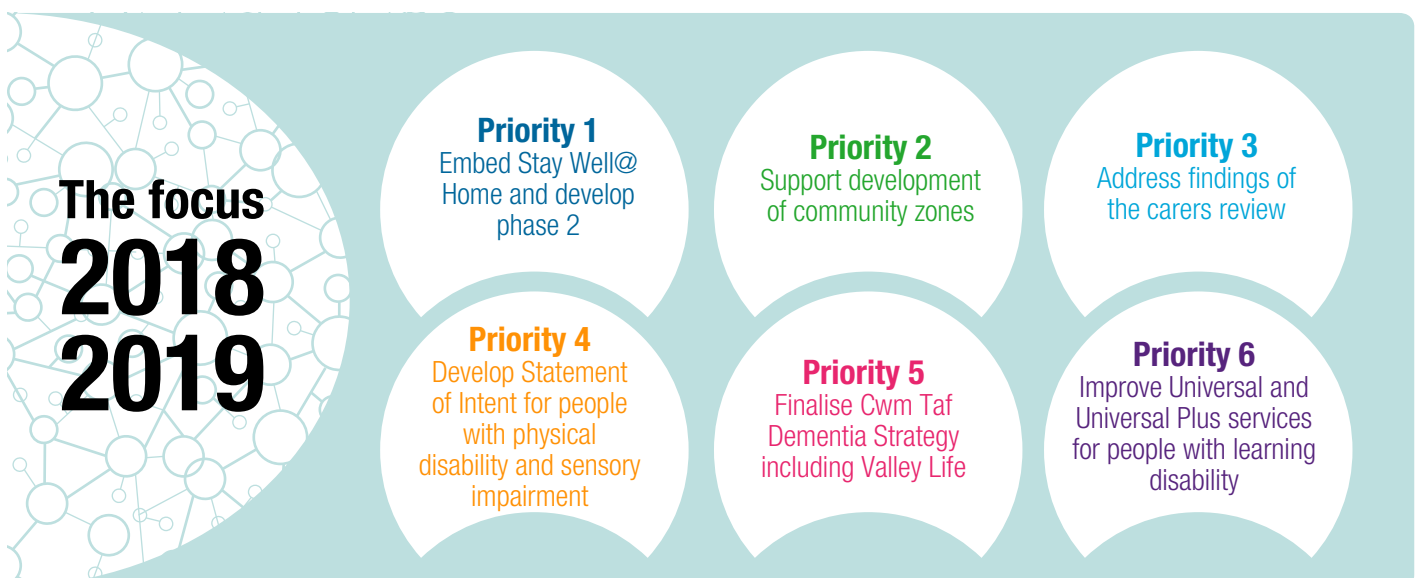 The focus
2018
2019
Priority 1
Embed Stay Well@
Home and develop
phase 2
Priority 2
Support development
of community zones
Priority 3
Address findings of
the carers review
Priority 4
Develop Statement
of Intent for people
with physical
disability and sensory
impairment
Priority 5
Finalise Cwm Taf
Dementia Strategy
including Valley Life
Priority 6
Improve Universal and
Universal Plus services
for people with learning
disability